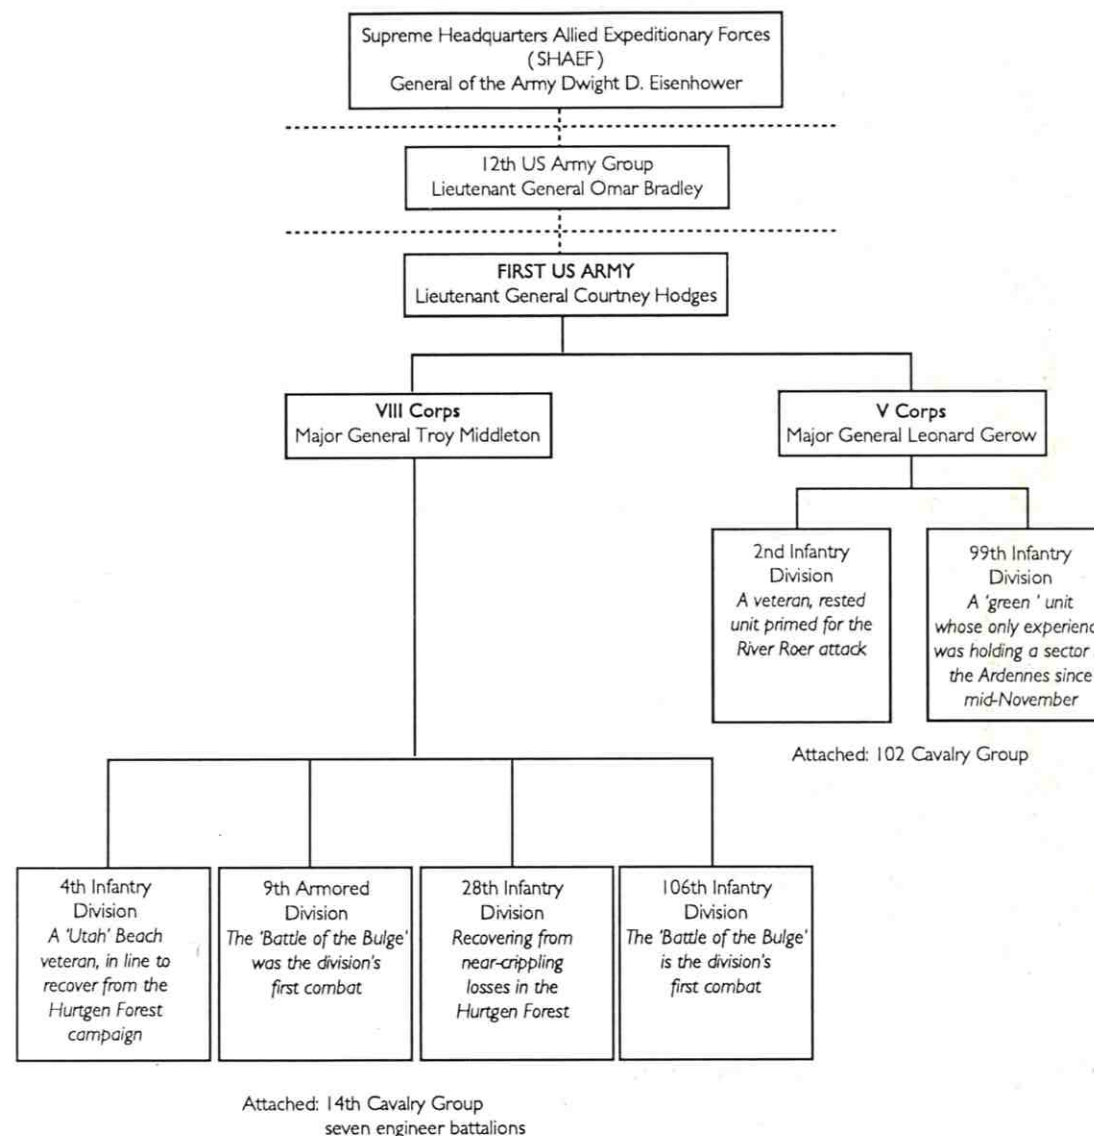 Supreme Headquarters Allied Expeditionary Forces
(SHAEF)
General of the Army Dwight D. Eisenhower
12th US Army Group
Lieutenant General Omar Bradley
FIRST US ARMY
Lieutenant General Courtney Hodges
VIII Corps
Major General Troy Middleton
V Corps
Major General Leonard Gerow
2nd Infantry
Division
A veteran, rested
unit primed for the
River Roer attack
99th Infantry
Division
A 'green ' unit
whose only experienc
was holding a sector
the Ardennes since
mid-November
Attached: 102 Cavalry Group
4th Infantry
Division
A 'Utah' Beach
veteran, in line to
recover from the
Hurtgen Forest
campaign
9th Armored
Division
The 'Battle of the Bulge'
was the division's
first combat
28th Infantry
Division
Recovering from
near-crippling
losses in the
Hurtgen Forest
106th Infantry
Division
The 'Battle of the Bulge'
is the division's
first combat
Attached: 14th Cavalry Group
seven engineer battalions